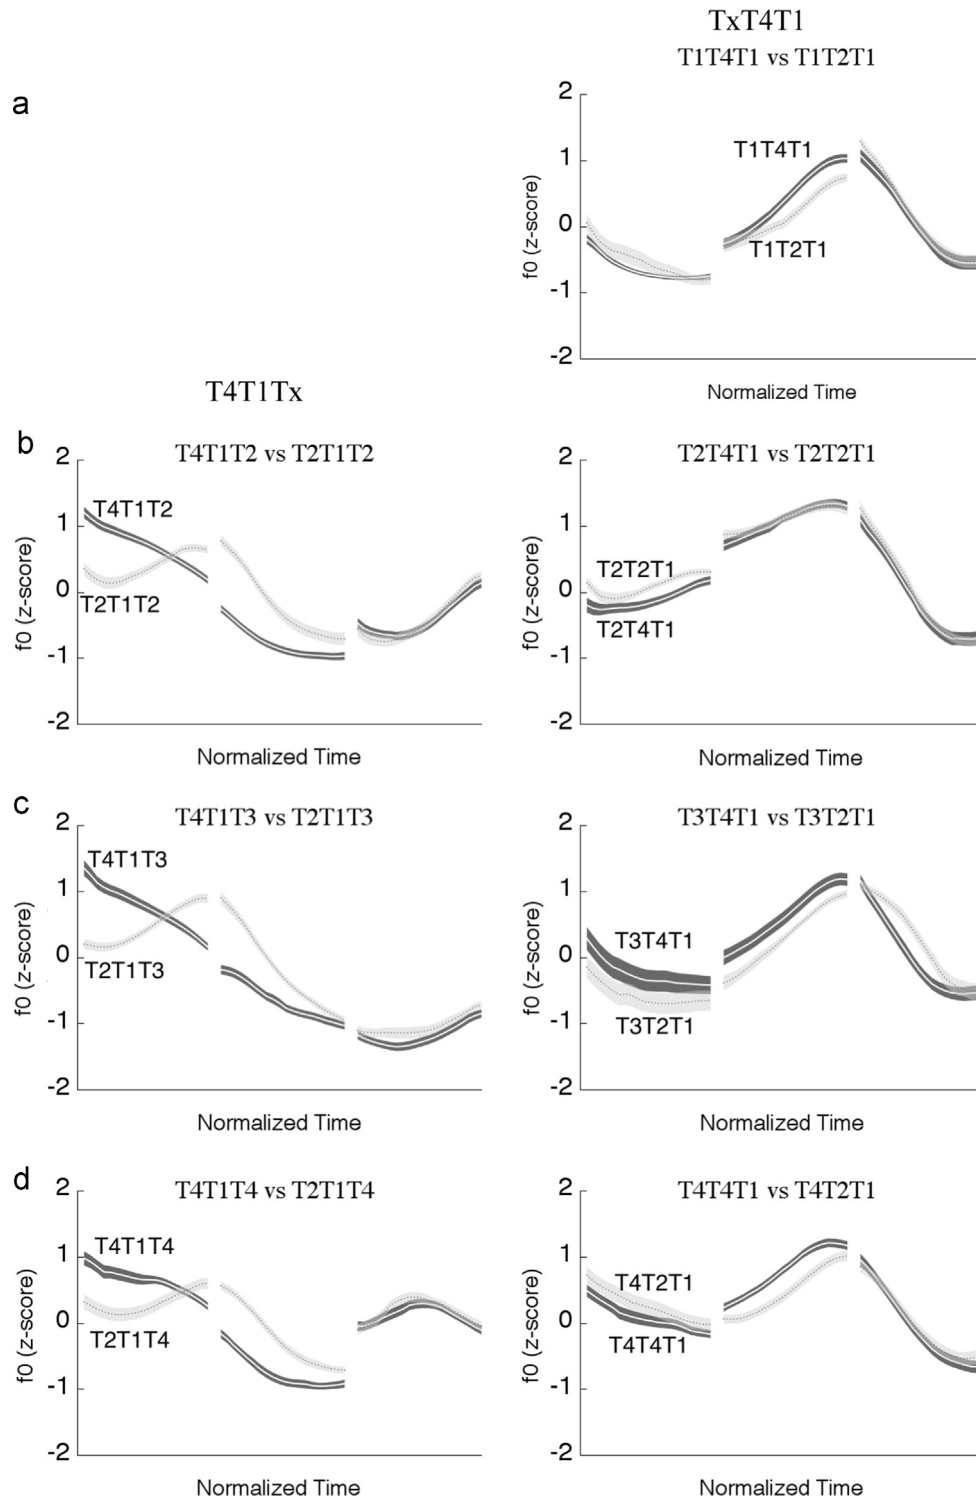 TxT4T1
T1T4T1 vs T1T2T1
a
2
1
0
-1
-2
f0 (z-score)
T1T4T1
T1T2T1
Normalized Time
T4T1Tx
b
T4T1T2 vs T2T1T2
2
1
0
-1
-2
f0 (z-score)
T4T1T2
T2T1T2
Normalized Time
T2T4T1 vs T2T2T1
2
1
0
-1
-2
f0 (z-score)
T2T2T1
T2T4T1
Normalized Time
c
T4T1T3 vs T2T1T3
2
1
0
-1
-2
f0 (z-score)
T4T1T3
T2T1T3
Normalized Time
T3T4T1 vs T3T2T1
2
1
0
-1
-2
f0 (z-score)
T3T4T1
T3T2T1
Normalized Time
d
T4T1T4 vs T2T1T4
2
1
0
-1
-2
f0 (z-score)
T4T1T4
T2T1T4
Normalized Time
T4T4T1 vs T4T2T1
2
1
0
-1
-2
f0 (z-score)
T4T2T1
T4T4T1
Normalized Time